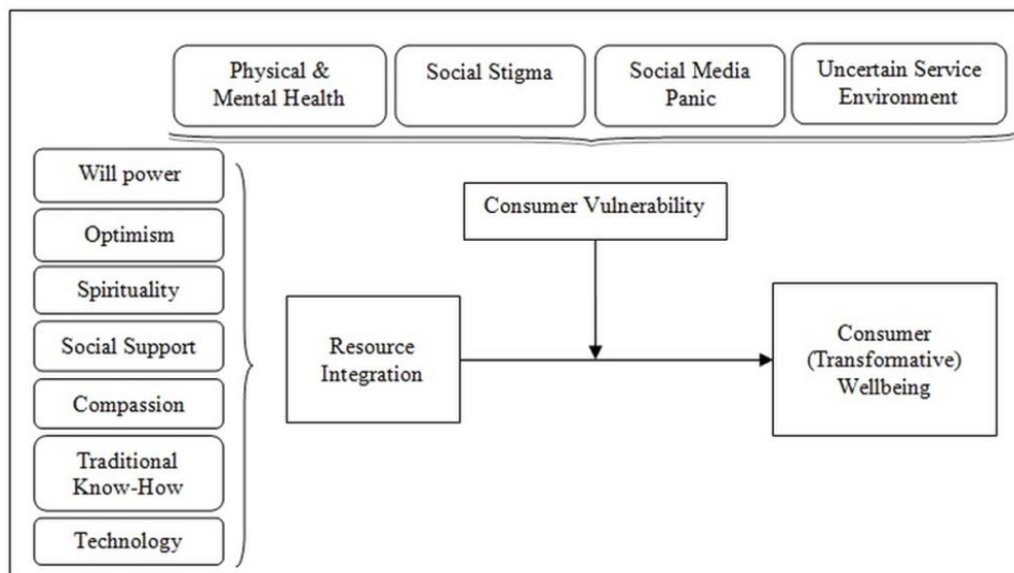 Physical &
Mental Health
Social Stigma
Social Media
Panic
Uncertain Service
Environment
Will power
Optimism
Spirituality
Social Support
Compassion
Traditional
Know-How
Technology
Consumer Vulnerability
Resource
Integration
Consumer
(Transformative)
Wellbeing